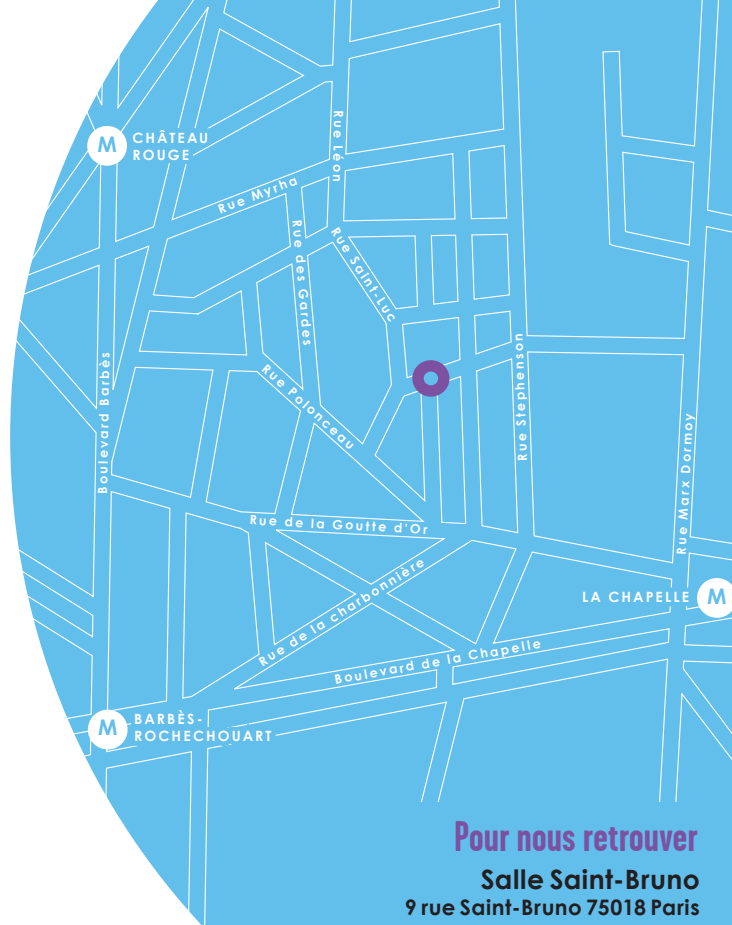 M
CHÂTEAU
ROUGE
Rue Léon
Rue Myrha
Rue des Gardes
Rue Saint-Luc
Rue Stephenson
Boulevard Barbès
Rue Polonceau
Rue Marx Dormoy
Rue de la Goutte d'Or
Rue de la charbonnière
LA CHAPELLE
M
Boulevard de la Chapelle
M
BARBÈS-
ROCHECHOUART
Pour nous retrouver
Salle Saint-Bruno
9 rue Saint-Bruno 75018 Paris